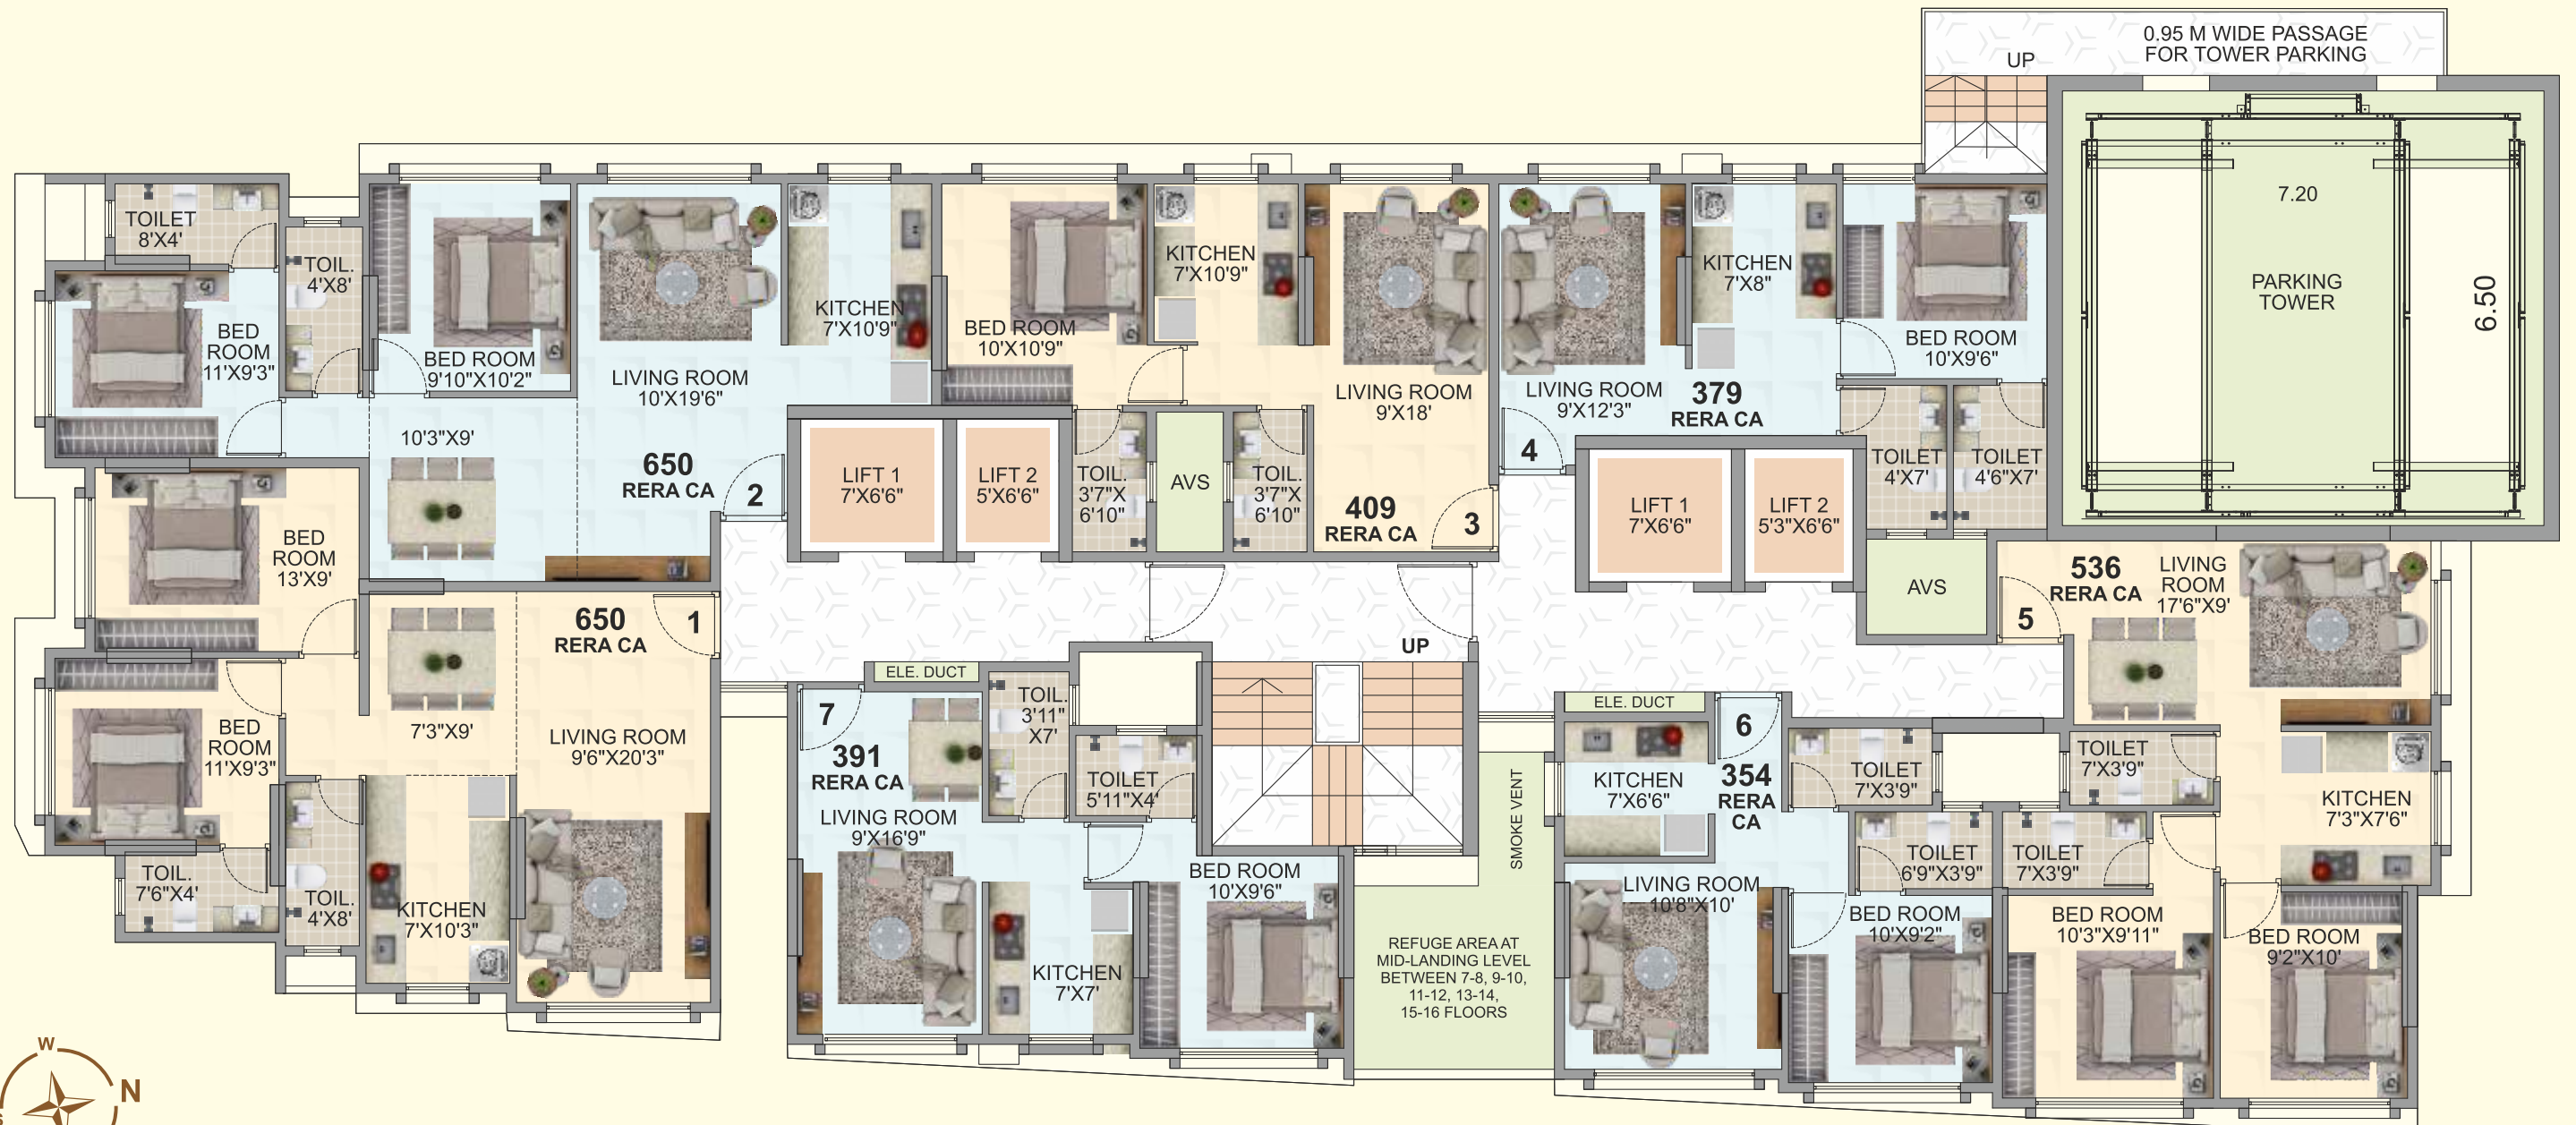 0.95 M WIDE PASSAGE
FOR TOWER PARKING
UP
7.20
PARKING
TOWER
6.50
TOILET
8'X4'
TOIL.
4'X8'
BED
ROOM
11'X9'3"
BED ROOM
9'10"X10'2"
LIVING ROOM
10'X19'6"
KITCHEN
7'X10'9"
10'3"X9'
650
RERA CA
2
BED ROOM
10'X10'9"
KITCHEN
7'X10'9"
LIVING ROOM
9'X18'
TOIL.
3'7"X
6'10"
AVS
TOIL.
3'7"X
6'10"
409
RERA CA
3
LIFT 1
7'X6'6"
LIFT 2
5'X6'6"
LIVING ROOM
9'X12'3"
KITCHEN
7'X8"
379
RERA CA
4
BED ROOM
10'X9'6"
TOILET
4'X7'
TOILET
4'6"X7'
LIFT 1
7'X6'6"
LIFT 2
5'3"X6'6"
AVS
BED
ROOM
13'X9'
650
RERA CA
1
7'3"X9'
LIVING ROOM
9'6"X20'3"
BED
ROOM
11'X9'3"
TOIL.
7'6"X4'
TOIL.
4'X8'
KITCHEN
7'X10'3"
UP
ELE. DUCT
7
391
RERA CA
LIVING ROOM
9'X16'9"
TOIL.
3'11"
X7'
TOILET
5'11"X4'
KITCHEN
7'X7'
BED ROOM
10'X9'6"
SMOKE VENT
REFUGE AREA AT
MID-LANDING LEVEL
BETWEEN 7-8, 9-10,
11-12, 13-14,
15-16 FLOORS
ELE. DUCT
6
354
RERA
CA
KITCHEN
7'X6'6"
LIVING ROOM
10'8"X10'
TOILET
7'X3'9"
TOILET
6'9"X3'9"
BED ROOM
10'X9'2"
536
RERA CA
5
LIVING
ROOM
17'6"X9'
TOILET
7'X3'9"
TOILET
7'X3'9"
KITCHEN
7'3"X7'6"
BED ROOM
10'3"X9'11"
BED ROOM
9'2"X10'
W
N